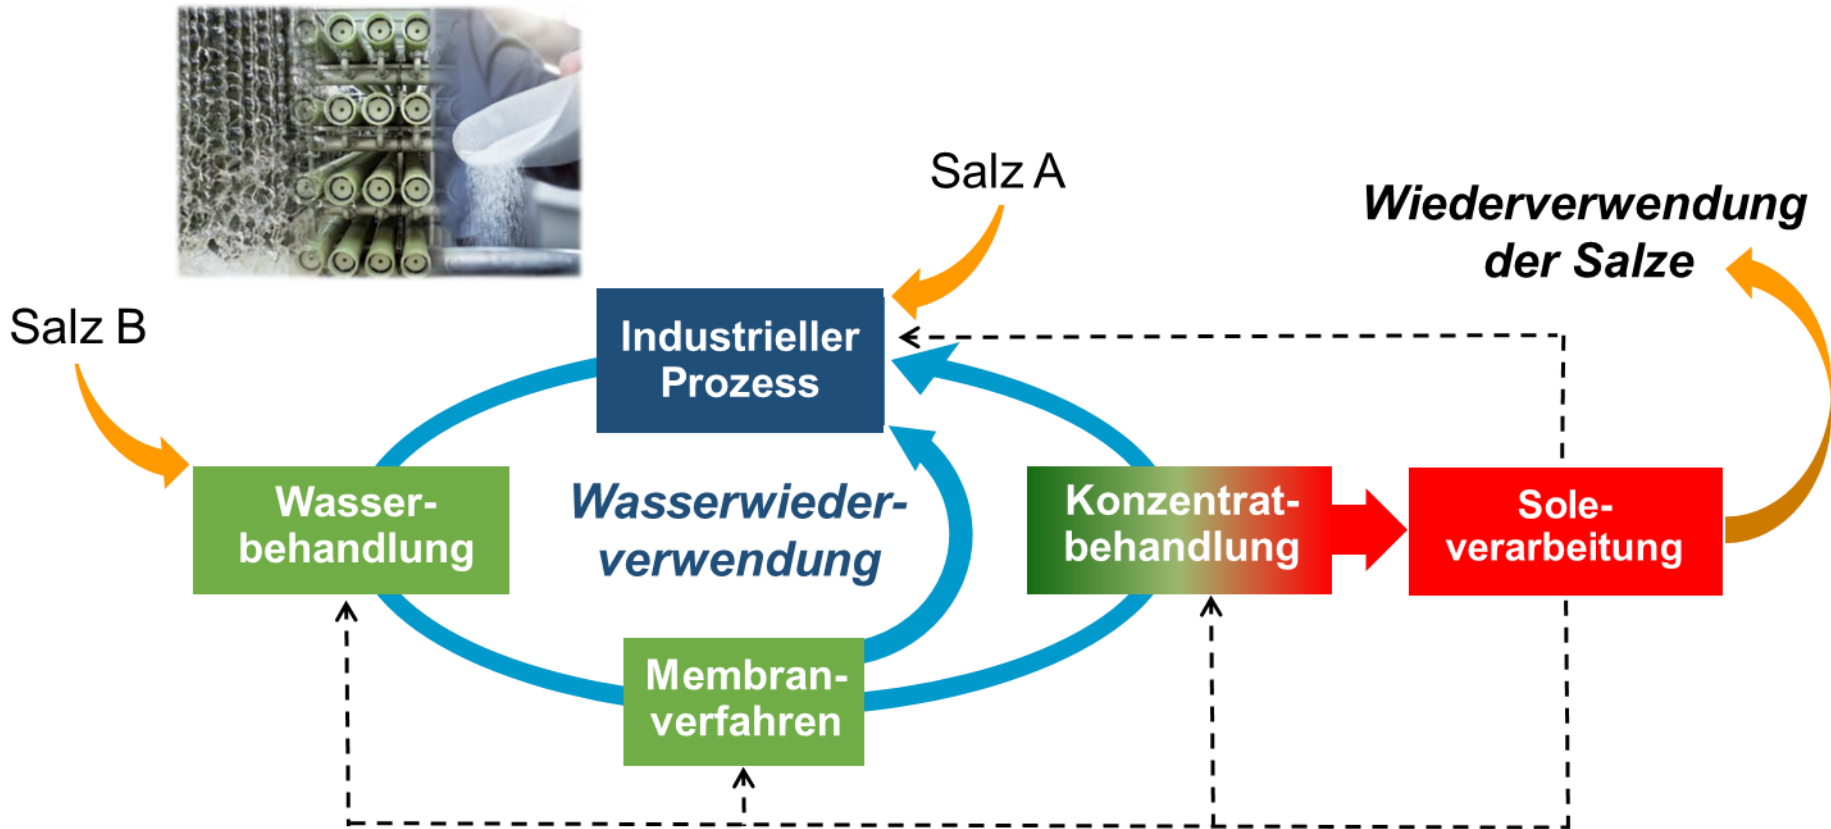 Salz A
Wiederverwendung
der Salze
Salz B
Industrieller
Prozess
Wasser-
behandlung
Wasserwieder-
verwendung
Konzentrat-
behandlung
Sole-
verarbeitung
Membran-
verfahren